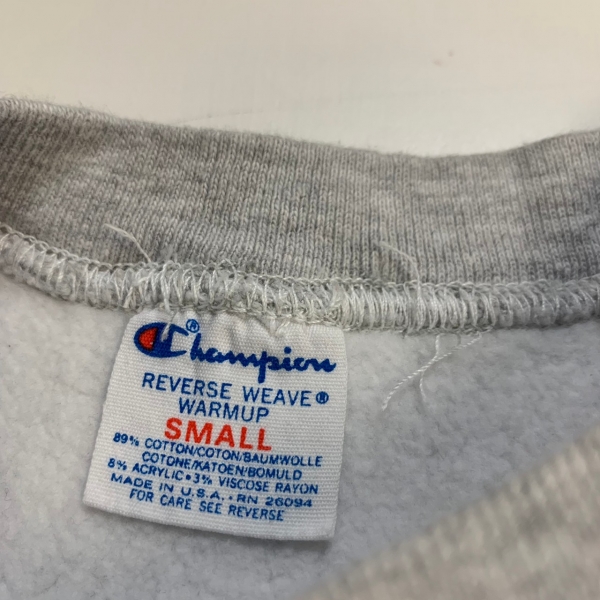 Champion®
REVERSE WEAVE®
WARMUP
SMALL
89% COTTON/COTON/BAUMWOLLE
COTONE/KATOEN/BOMULD
8% ACRYLIC • 3% VISCOSE RAYON
MADE IN U.S.A. • RN 26094
FOR CARE SEE REVERSE